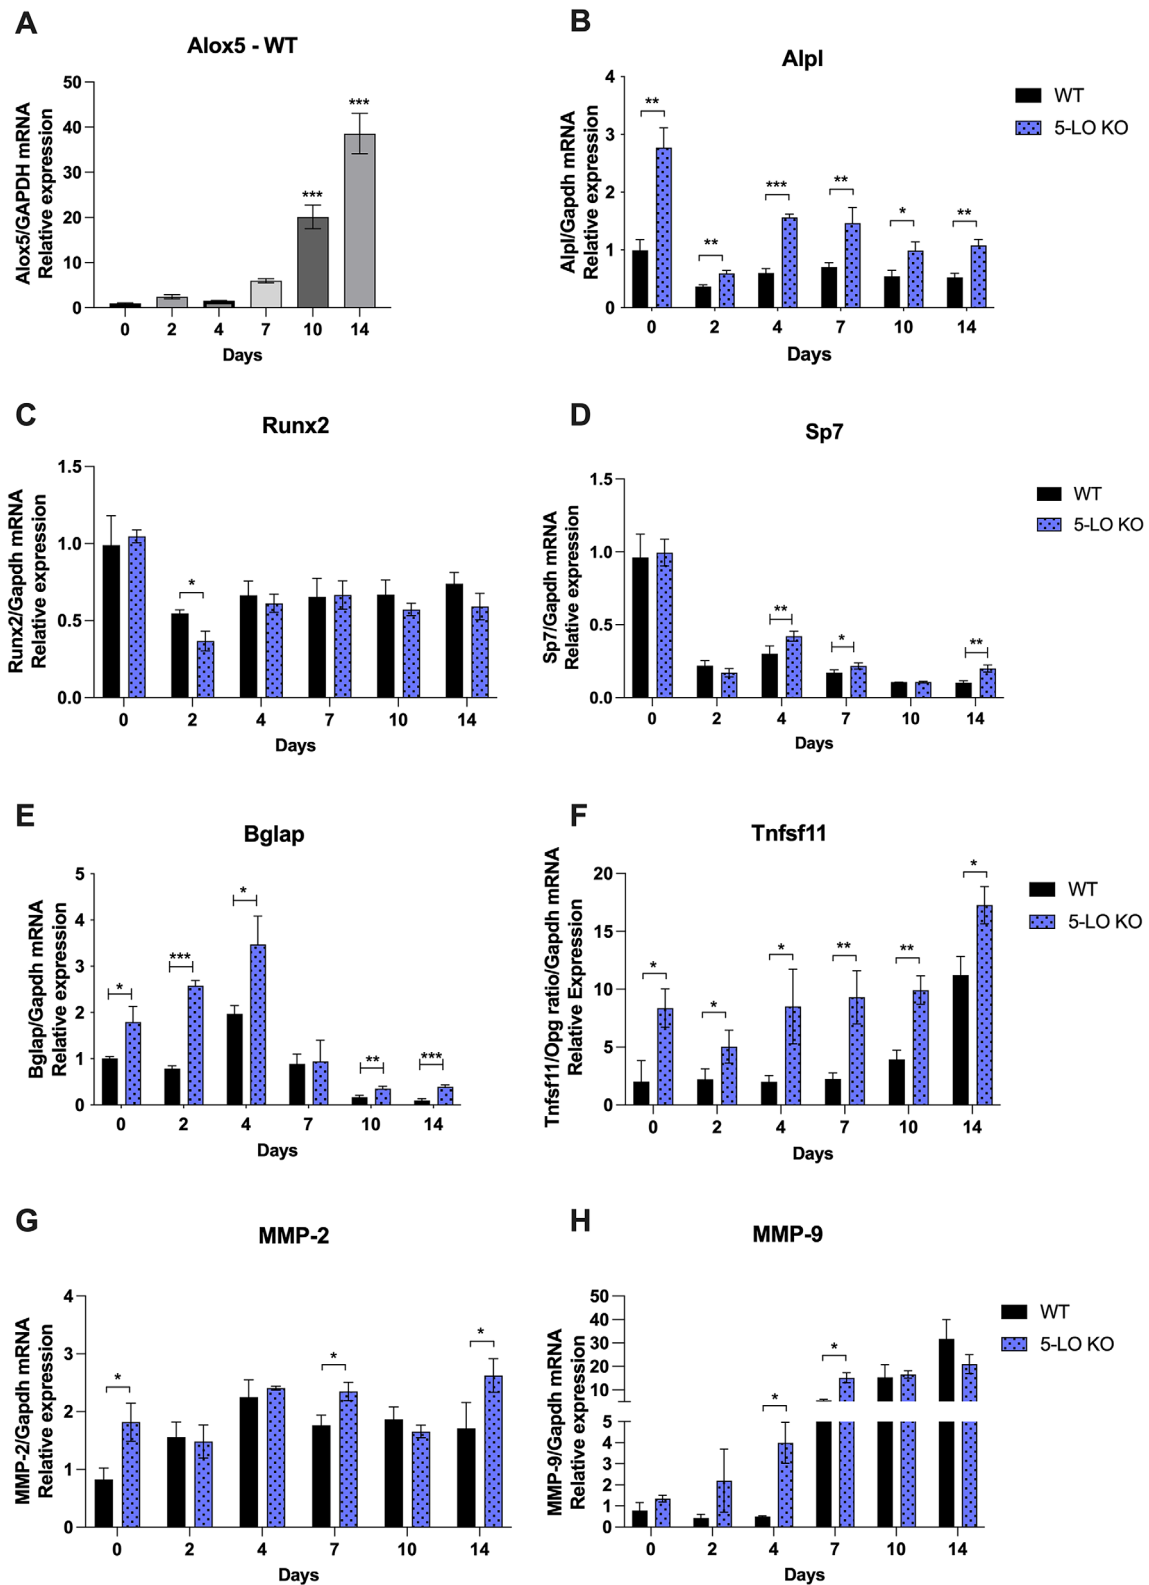 A
Alox5 - WT
Alox5/GAPDH mRNA
Relative expression
50
40
30
20
10
0
***
***
0 2 4 7 10 14
Days
B
Alpl
Alpl/Gapdh mRNA
Relative expression
4
3
2
1
0
**
**
***
**
*
**
0 2 4 7 10 14
Days
WT
5-LO KO
C
Runx2
Runx2/Gapdh mRNA
Relative expression
1.5
1.0
0.5
0.0
*
0 2 4 7 10 14
Days
D
Sp7
Sp7/Gapdh mRNA
Relative expression
1.5
1.0
0.5
0.0
**
*
**
0 2 4 7 10 14
Days
WT
5-LO KO
E
Bglap
Bglap/Gapdh mRNA
Relative expression
5
4
3
2
1
0
*
***
*
**
***
0 2 4 7 10 14
Days
F
Tnfsf11
Tnfsf11/Opg ratio/Gapdh mRNA
Relative Expression
20
15
10
5
0
*
*
*
**
**
*
0 2 4 7 10 14
Days
WT
5-LO KO
G
MMP-2
MMP-2/Gapdh mRNA
Relative expression
4
3
2
1
0
*
*
*
0 2 4 7 10 14
Days
H
MMP-9
MMP-9/Gapdh mRNA
Relative expression
50
40
30
20
10
5
4
3
2
1
0
*
*
0 2 4 7 10 14
Days
WT
5-LO KO